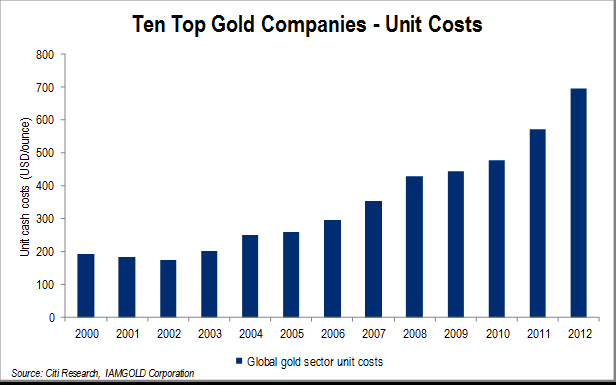 Ten Top Gold Companies - Unit Costs
800
700
600
500
400
300
200
100
0
Unit cash costs (USD/ounce)
2000 2001 2002 2003 2004 2005 2006 2007 2008 2009 2010 2011 2012
Global gold sector unit costs
Source: Citi Research, IAMGOLD Corporation